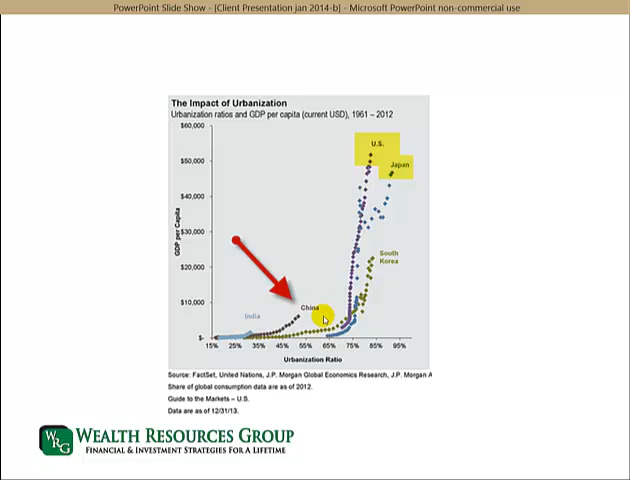 PowerPoint Slide Show - [Client Presentation jan 2014-b] - Microsoft PowerPoint non-commercial use
The Impact of Urbanization
Urbanization ratios and GDP per capita (current USD), 1961 – 2012
$60,000
U.S.
$50,000
Japan
$40,000
GDP per Capita
$30,000
South
Korea
$20,000
$10,000
China
India
$-
15% 25% 35% 45% 55% 65% 75% 85% 95%
Urbanization Ratio
Source: FactSet, United Nations, J.P. Morgan Global Economics Research, J.P. Morgan A
Share of global consumption data are as of 2012.
Guide to the Markets – U.S.
Data are as of 12/31/13.
WRG
WEALTH RESOURCES GROUP
FINANCIAL & INVESTMENT STRATEGIES FOR A LIFETIME